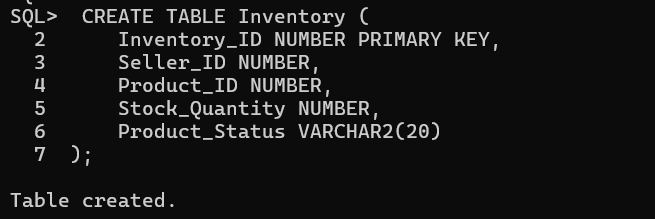 SQL>  CREATE TABLE Inventory (
  2      Inventory_ID NUMBER PRIMARY KEY,
  3      Seller_ID NUMBER,
  4      Product_ID NUMBER,
  5      Stock_Quantity NUMBER,
  6      Product_Status VARCHAR2(20)
  7  );
Table created.